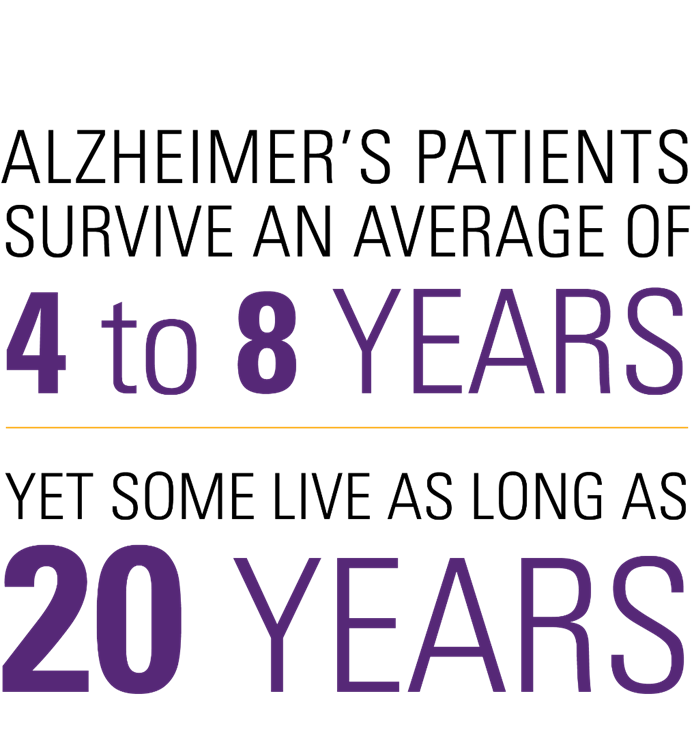 ALZHEIMER’S PATIENTS
SURVIVE AN AVERAGE OF
4 to 8 YEARS
YET SOME LIVE AS LONG AS
20 YEARS